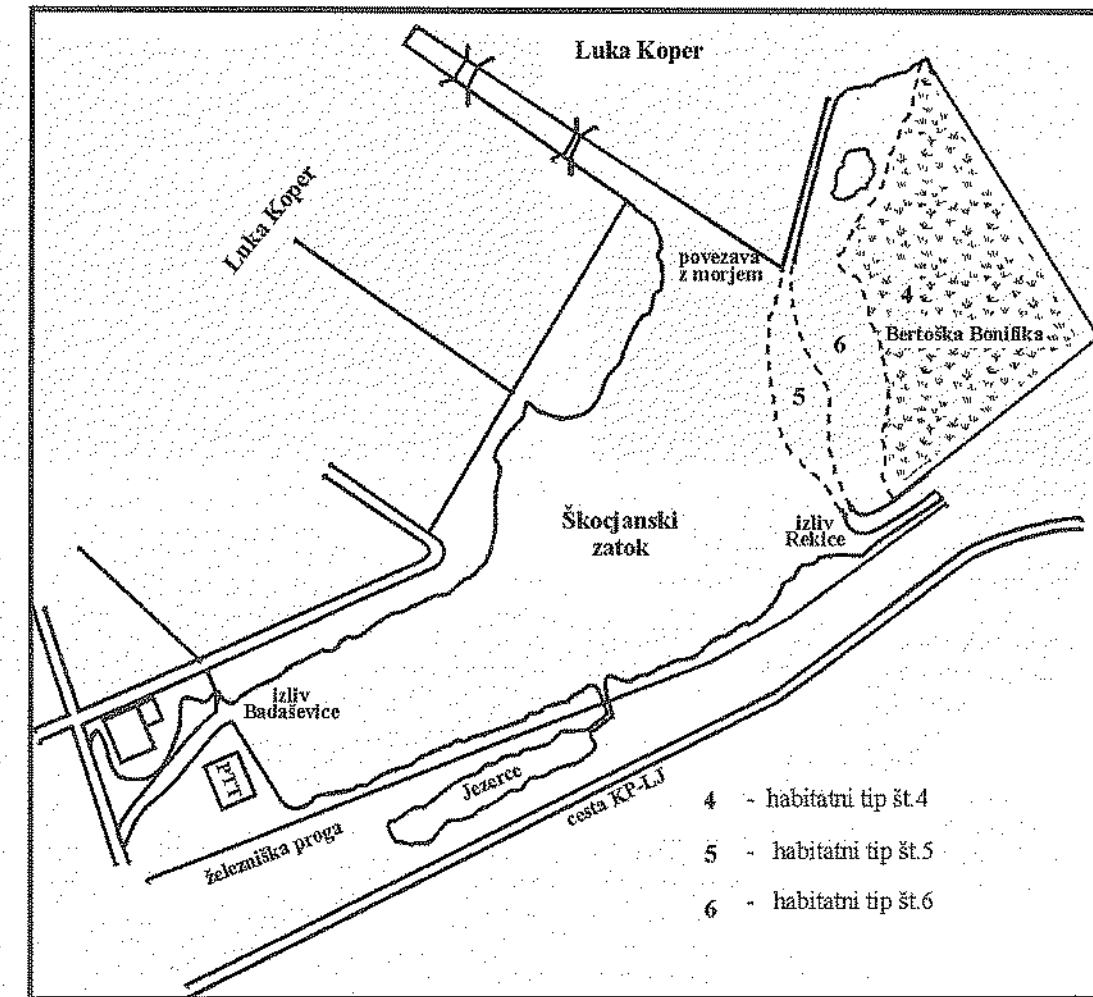 Luka Koper
Luka Koper
povezava
z morjem
4
Bertoška Bonifika
6
5
Škocjanski
zatok
izliv
Rekice
izliv
Badaševice
PTT
Jezerce
železniška proga
cesta KP-LJ
4 - habitatni tip št.4
5 - habitatni tip št.5
6 - habitatni tip št.6